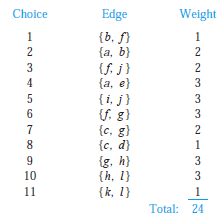 Choice Edge Weight
1 {b, f} 1
2 {a, b} 2
3 {f, j} 2
4 {a, e} 3
5 {i, j} 3
6 {f, g} 3
7 {c, g} 2
8 {c, d} 1
9 {g, h} 3
10 {h, l} 3
11 {k, l} 1
Total: 24